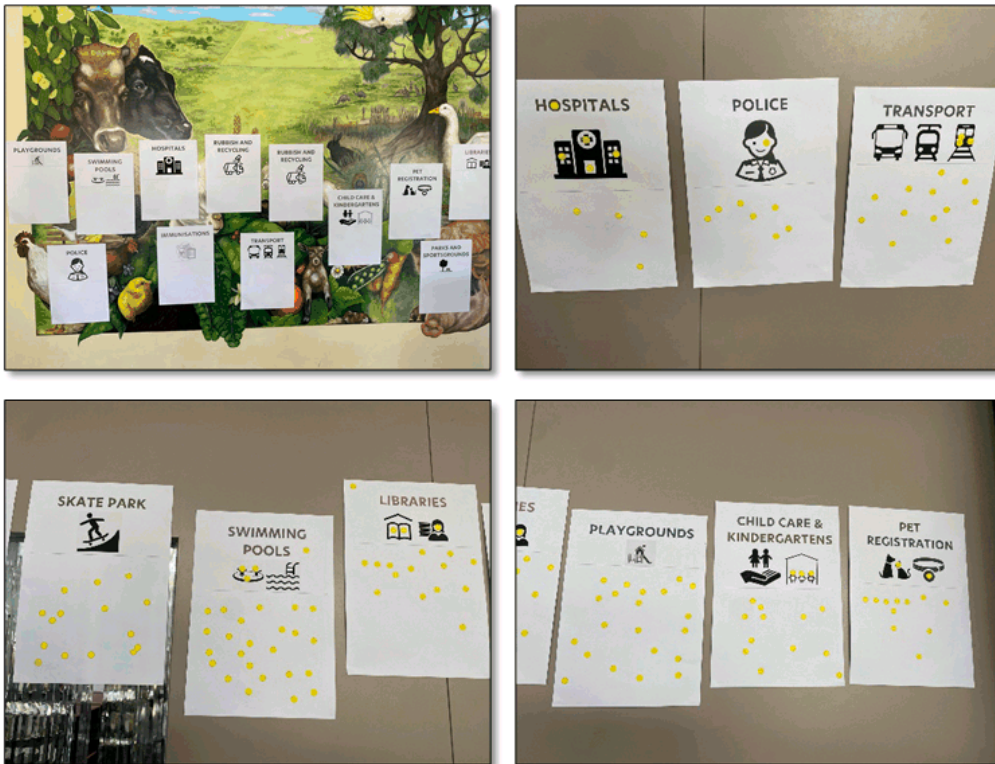 PLAYGROUNDS
SWIMMING
POOLS
HOSPITALS
RUBBISH AND
RECYCLING
RUBBISH AND
RECYCLING
CHILD CARE &
KINDERGARTENS
PET
REGISTRATION
POLICE
IMMUNISATIONS
TRANSPORT
PARKS AND
SPORTSGROUNDS
HOSPITALS
POLICE
TRANSPORT
SKATE PARK
SWIMMING
POOLS
LIBRARIES
PLAYGROUNDS
CHILD CARE &
KINDERGARTENS
PET
REGISTRATION